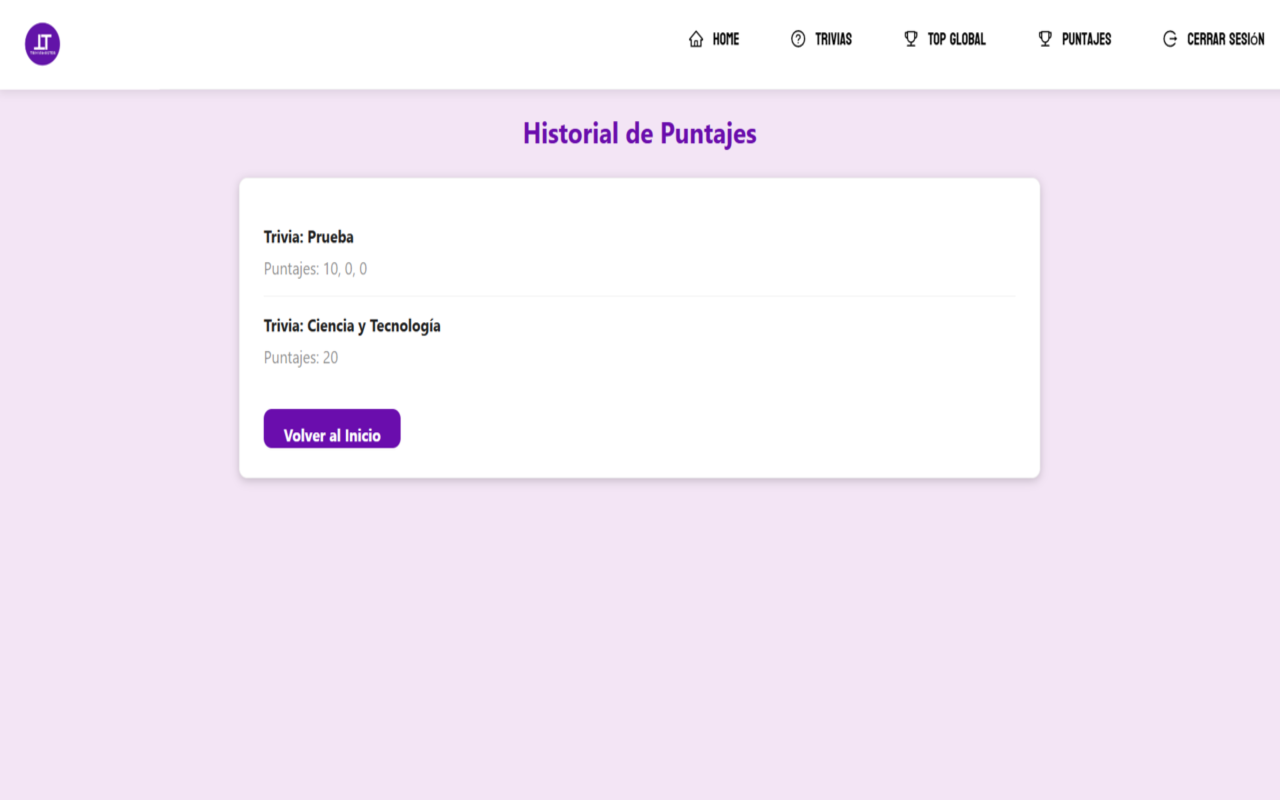 JT
HOME
TRIVIAS
TOP GLOBAL
PUNTAJES
CERRAR SESIÓN
Historial de Puntajes
Trivia: Prueba
Puntajes: 10, 0, 0
Trivia: Ciencia y Tecnología
Puntajes: 20
Volver al Inicio